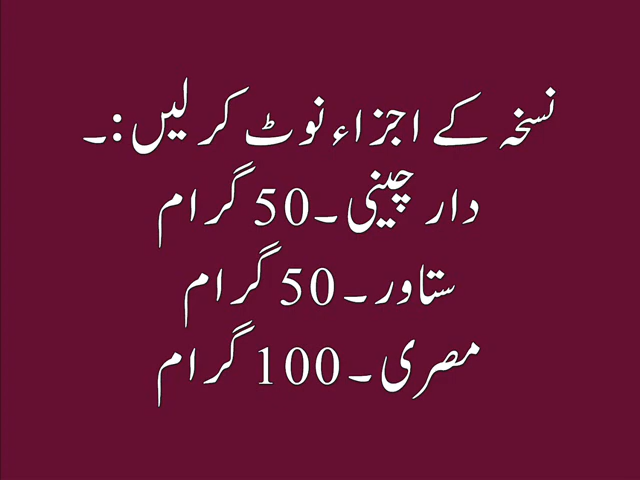 نسخہ کے اجزاء نوٹ کر لیں:۔
دار چینی۔50 گرام
ستاور۔50 گرام
مصری۔100 گرام